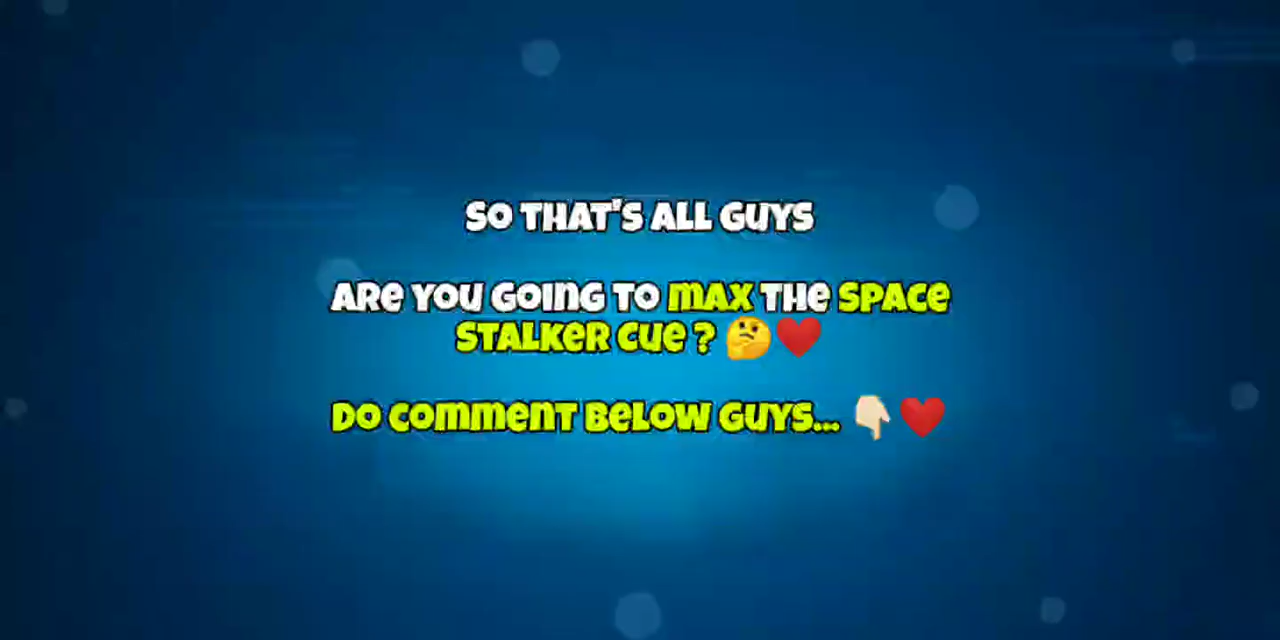 SO THAT'S ALL GUYS
ARE YOU GOING TO MAX THE SPACE
STALKER CUE ? 🤔❤️
DO COMMENT BELOW GUYS... 👇🏻❤️